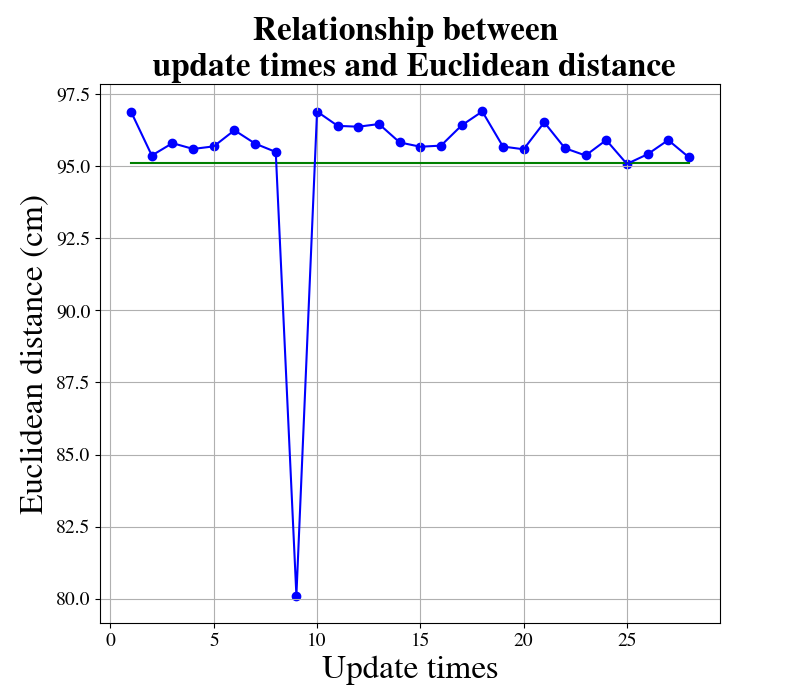 Relationship between
update times and Euclidean distance
Euclidean distance (cm)
97.5
95.0
92.5
90.0
87.5
85.0
82.5
80.0
0 5 10 15 20 25
Update times